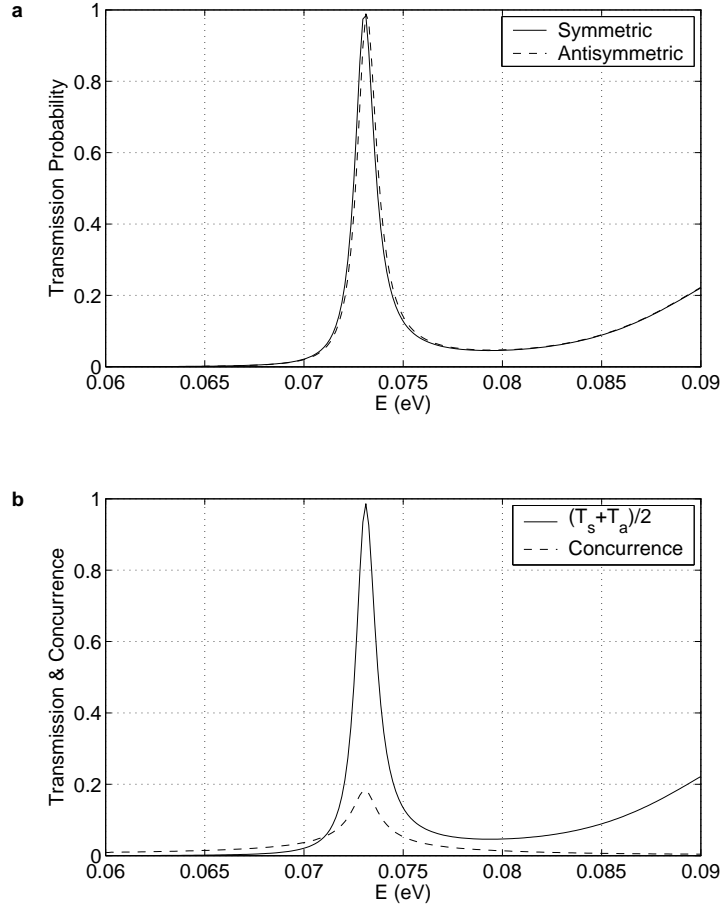 a
1
0.8
0.6
0.4
0.2
0
Transmission Probability
Symmetric
Antisymmetric
0.06 0.065 0.07 0.075 0.08 0.085 0.09
E (eV)
b
1
0.8
0.6
0.4
0.2
0
Transmission & Concurrence
(T_s+T_a)/2
Concurrence
0.06 0.065 0.07 0.075 0.08 0.085 0.09
E (eV)